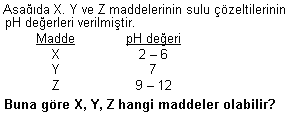 Aşağıda X. Y ve Z maddelerinin sulu çözeltilerinin
pH değerleri verilmiştir.
Madde pH değeri
X 2 – 6
Y 7
Z 9 – 12
Buna göre X, Y, Z hangi maddeler olabilir?